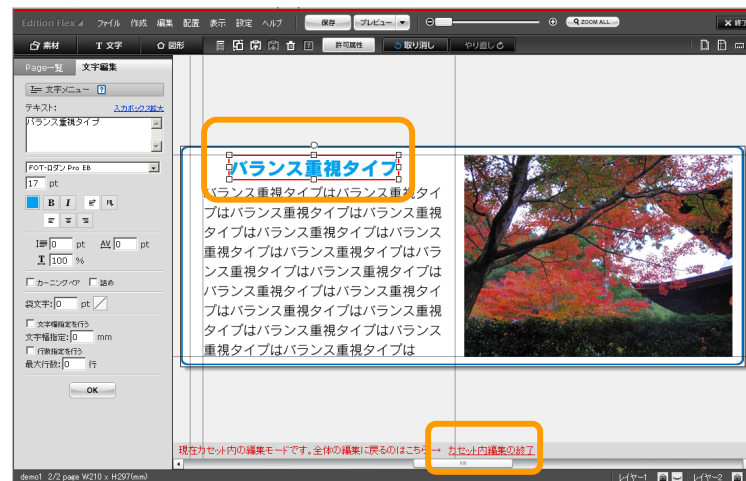 Edition Flex ファイル 作成 編集 配置 表示 設定 ヘルプ 保存 プレビュー ZOOM ALL × 終了
素材 T 文字 図形 許可属性 取り消し やり直し
Page一覧 文字編集
文字メニュー ?
テキスト: 入力ボックス拡大
バランス重視タイプ
FOT-ロダン Pro EB
17 pt
B I
0 pt AV 0 pt
100 %
カーニングペア 詰め
袋文字: 0 pt
文字幅指定を行う
文字幅指定: 0 mm
行数指定を行う
最大行数: 0 行
OK
バランス重視タイプ
バランス重視タイプはバランス重視タイ
プはバランス重視タイプはバランス重視
タイプはバランス重視タイプはバランス
重視タイプはバランス重視タイプはバラ
ンス重視タイプはバランス重視タイプは
バランス重視タイプはバランス重視タイ
プはバランス重視タイプはバランス重視
タイプはバランス重視タイプはバランス
重視タイプはバランス重視タイプは
現在カセット内の編集モードです。全体の編集に戻るのはこちら→ カセット内編集の終了
demo1 2/2 page W210 x H297(mm) レイヤー1 レイヤー2